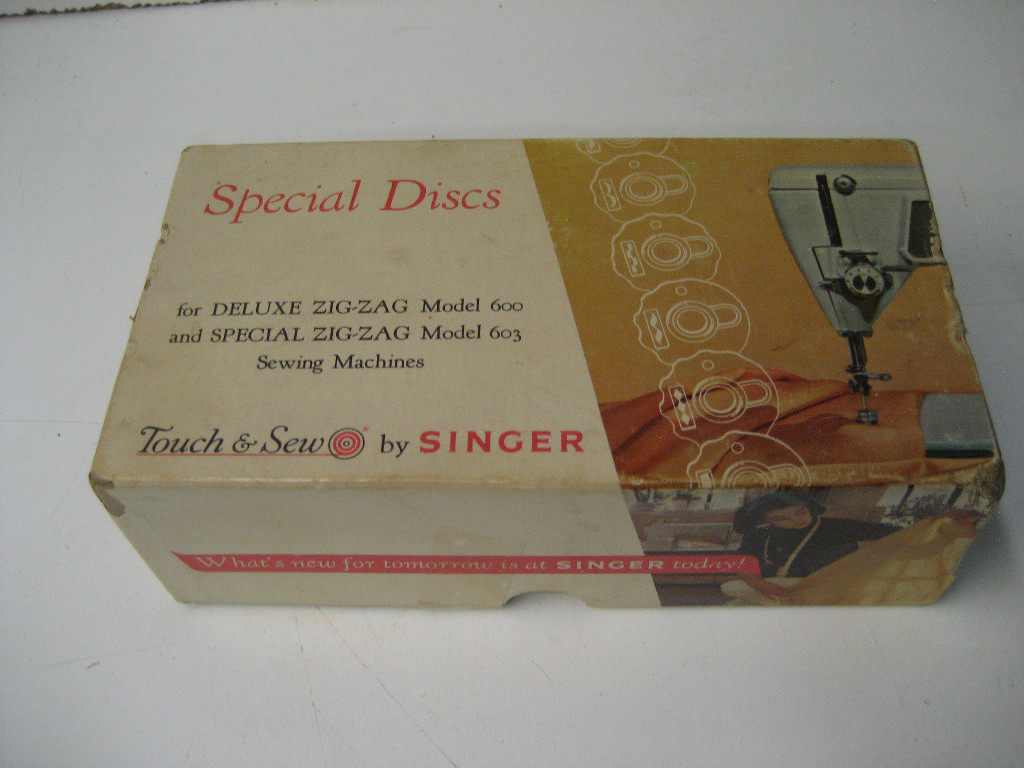 Special Discs
for DELUXE ZIG-ZAG Model 600
and SPECIAL ZIG-ZAG Model 603
Sewing Machines
Touch & Sew by SINGER
What's new for tomorrow is at SINGER today!